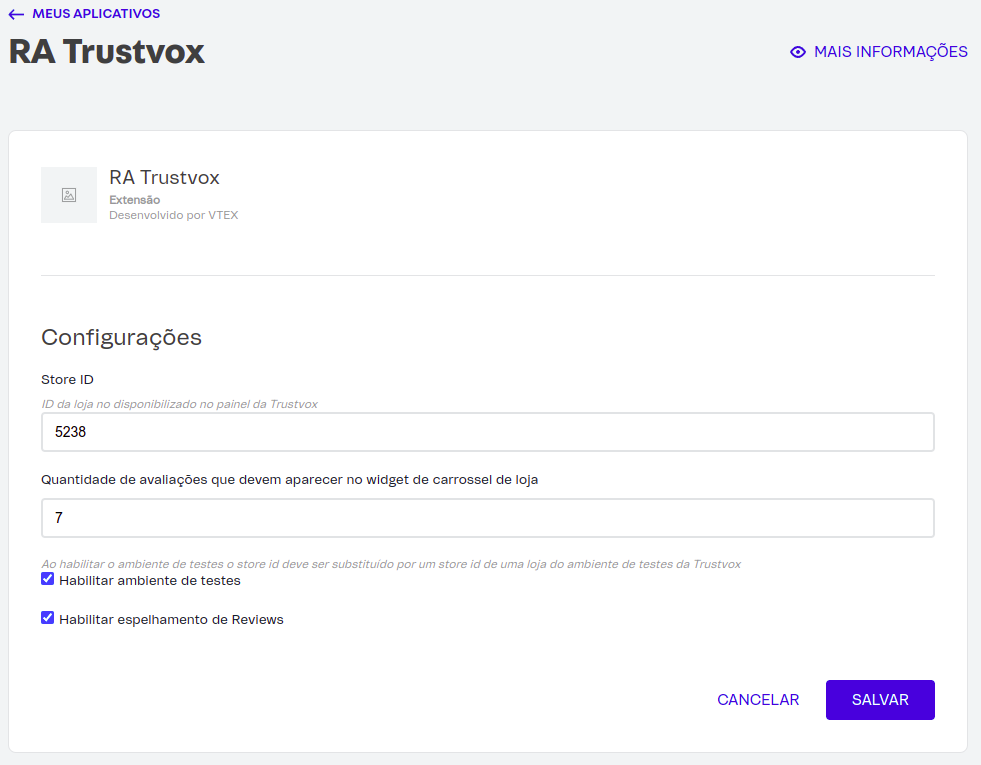 MEUS APLICATIVOS
RA Trustvox
MAIS INFORMAÇÕES
RA Trustvox
Extensão
Desenvolvido por VTEX
Configurações
Store ID
ID da loja no disponibilizado no painel da Trustvox
5238
Quantidade de avaliações que devem aparecer no widget de carrossel de loja
7
Ao habilitar o ambiente de testes o store id deve ser substituído por um store id de uma loja do ambiente de testes da Trustvox
Habilitar ambiente de testes
Habilitar espelhamento de Reviews
CANCELAR
SALVAR